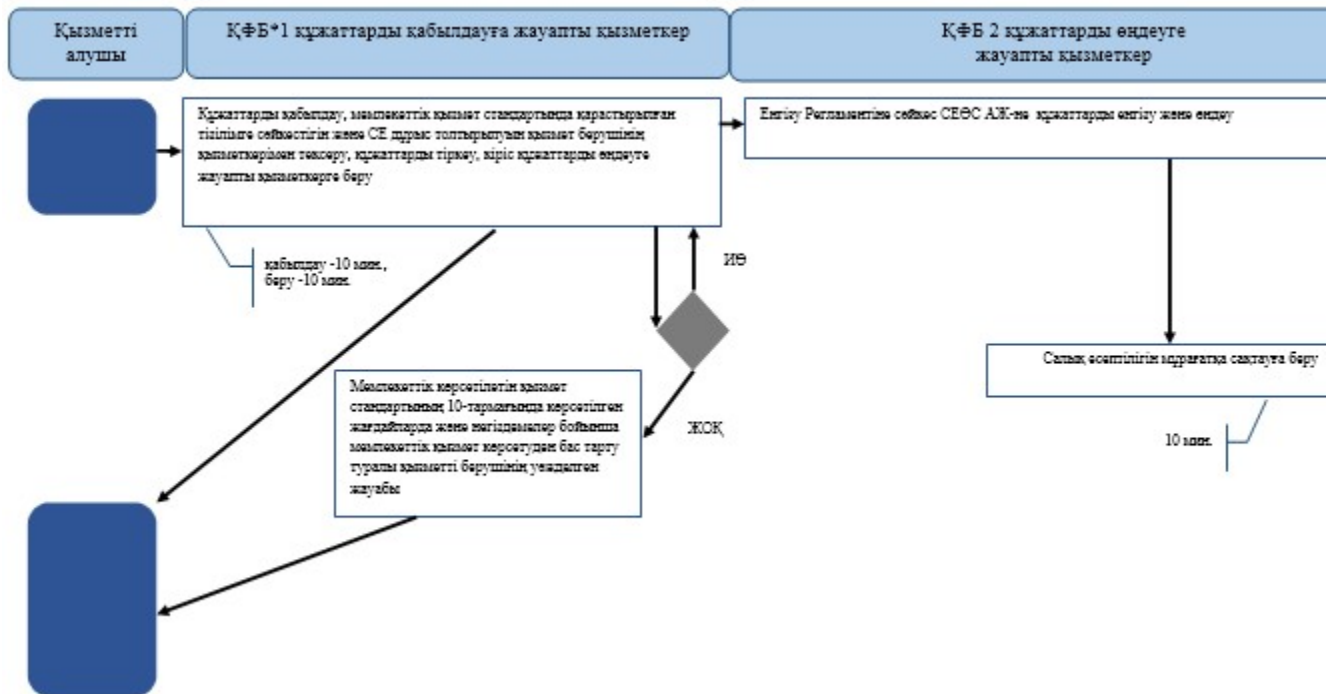 Қызметті
алушы
ҚФБ*1 құжаттарды қабылдауға жауапты қызметкер
ҚФБ 2 құжаттарды өңдеуге
жауапты қызметкер
Құжаттарды қабылдау, мемлекеттік қызмет стандартында қарастырылған
тізілімге сәйкестігін және СЕ дұрыс толтырылуын қызмет берушінің
қызметкерімен тексеру, құжаттарды тіркеу, кіріс құжаттарды өңдеуге
жауапты қызметкерге беру
Енгізу Регламентіне сәйкес СЕӨС АЖ-не құжаттарды енгізу және өңдеу
қабылдау -10 мин.,
беру -10 мин.
ИӘ
Салық есептілігін мұрағатқа сақтауға беру
Мемлекеттік көрсетілетін қызмет
стандартының 10-тармағында көрсетілген
жағдайларда және негіздемелер бойынша
мемлекеттік қызмет көрсетуден бас тарту
туралы қызметті берушінің уәжделген
жауабы
ЖОҚ
10 мин.